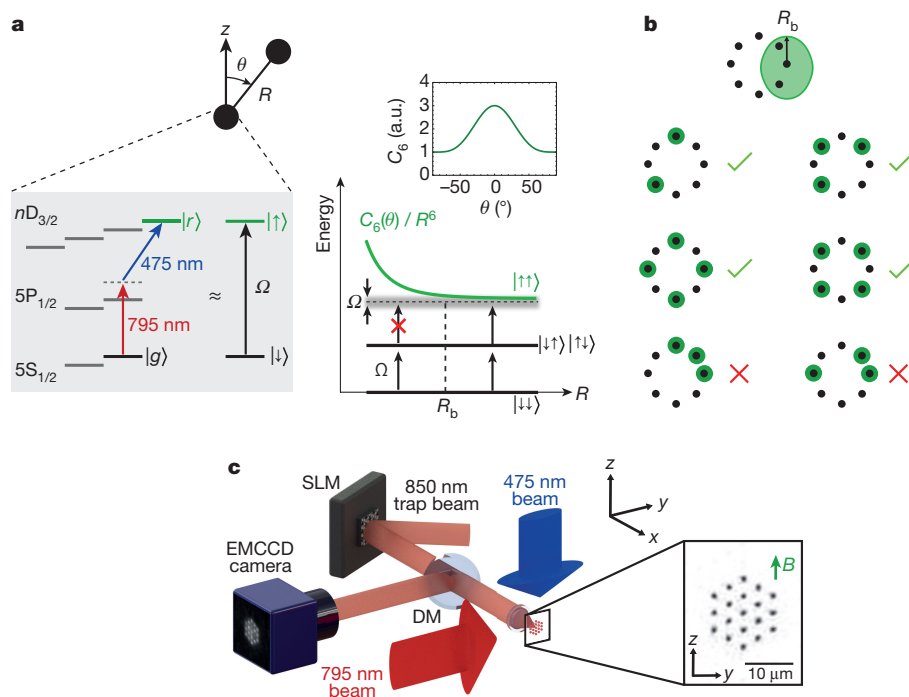 a
z
θ
R
nD3/2
|r⟩
|↑⟩
475 nm
5P1/2
≈
Ω
795 nm
|g⟩
|↓⟩
5S1/2
C6 (a.u.)
4
3
2
1
0
−50
0
50
θ (°)
Energy
C6(θ) / R^6
|↑↑⟩
Ω
|↓↑⟩ |↑↓⟩
Ω
Rb
|↓↓⟩
R
b
Rb
c
SLM
850 nm
trap beam
475 nm
beam
z
y
x
EMCCD
camera
DM
795 nm
beam
B
z
y
10 μm